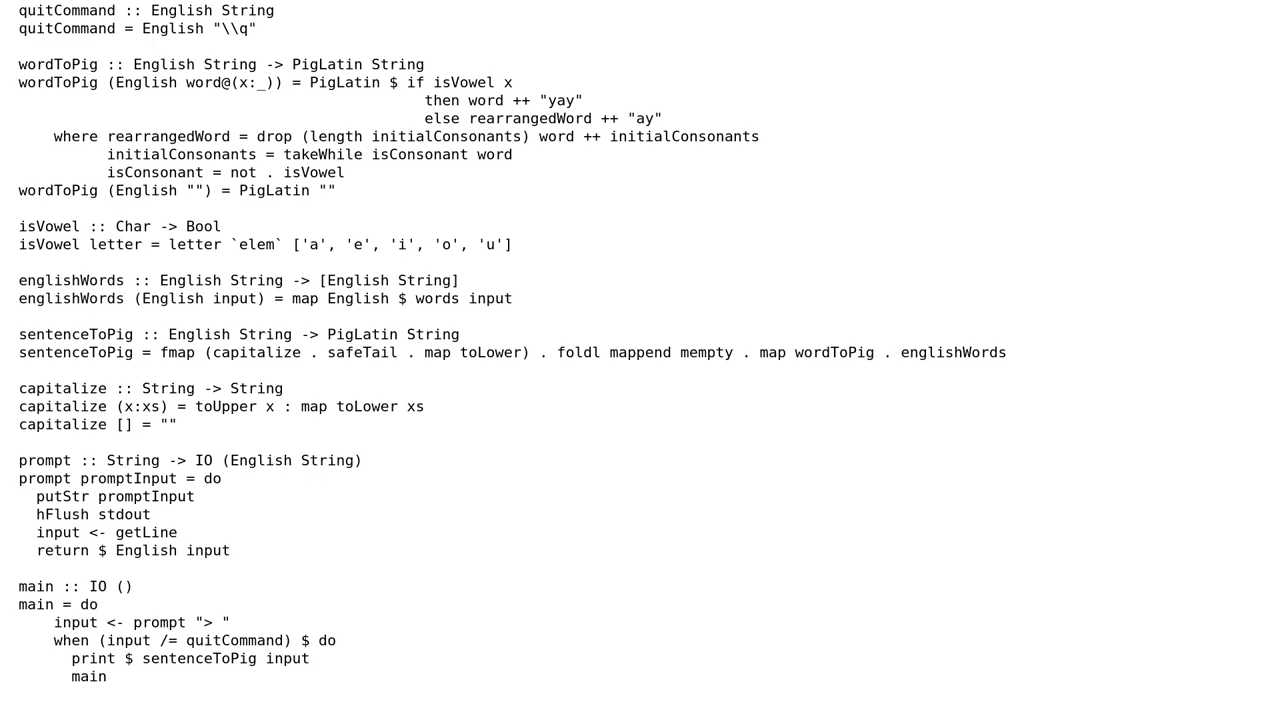 quitCommand :: English String
quitCommand = English "\\q"

wordToPig :: English String -> PigLatin String
wordToPig (English word@(x:_)) = PigLatin $ if isVowel x
                                              then word ++ "yay"
                                              else rearrangedWord ++ "ay"
    where rearrangedWord = drop (length initialConsonants) word ++ initialConsonants
          initialConsonants = takeWhile isConsonant word
          isConsonant = not . isVowel
wordToPig (English "") = PigLatin ""

isVowel :: Char -> Bool
isVowel letter = letter `elem` ['a', 'e', 'i', 'o', 'u']

englishWords :: English String -> [English String]
englishWords (English input) = map English $ words input

sentenceToPig :: English String -> PigLatin String
sentenceToPig = fmap (capitalize . safeTail . map toLower) . foldl mappend mempty . map wordToPig . englishWords

capitalize :: String -> String
capitalize (x:xs) = toUpper x : map toLower xs
capitalize [] = ""

prompt :: String -> IO (English String)
prompt promptInput = do
  putStr promptInput
  hFlush stdout
  input <- getLine
  return $ English input

main :: IO ()
main = do
    input <- prompt "> "
    when (input /= quitCommand) $ do
      print $ sentenceToPig input
      main